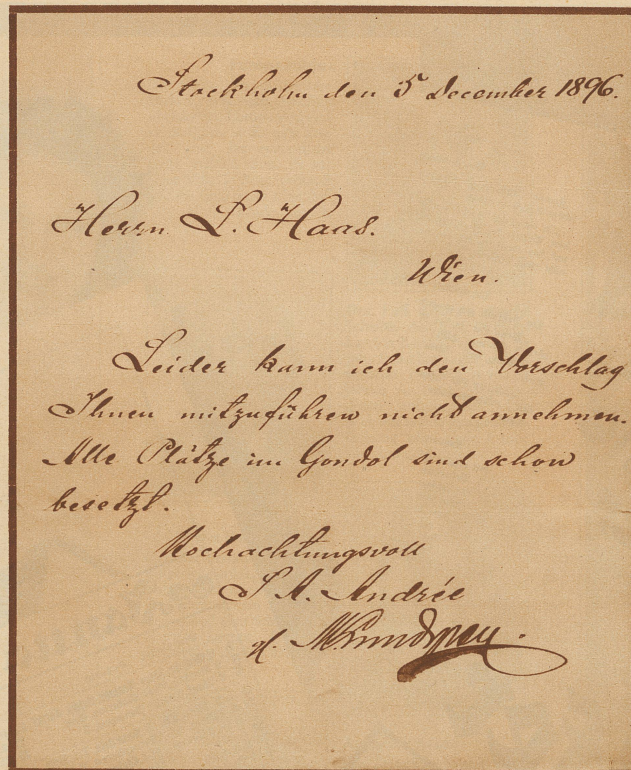 Stockholm den 5 December 1896.
Herrn L. Haas.
Wien.
Leider kann ich den Vorschlag
Ihnen mitzuführen nicht annehmen.
Alle Plätze im Gondol sind schon
besetzt.
Hochachtungsvoll
S. A. Andrée